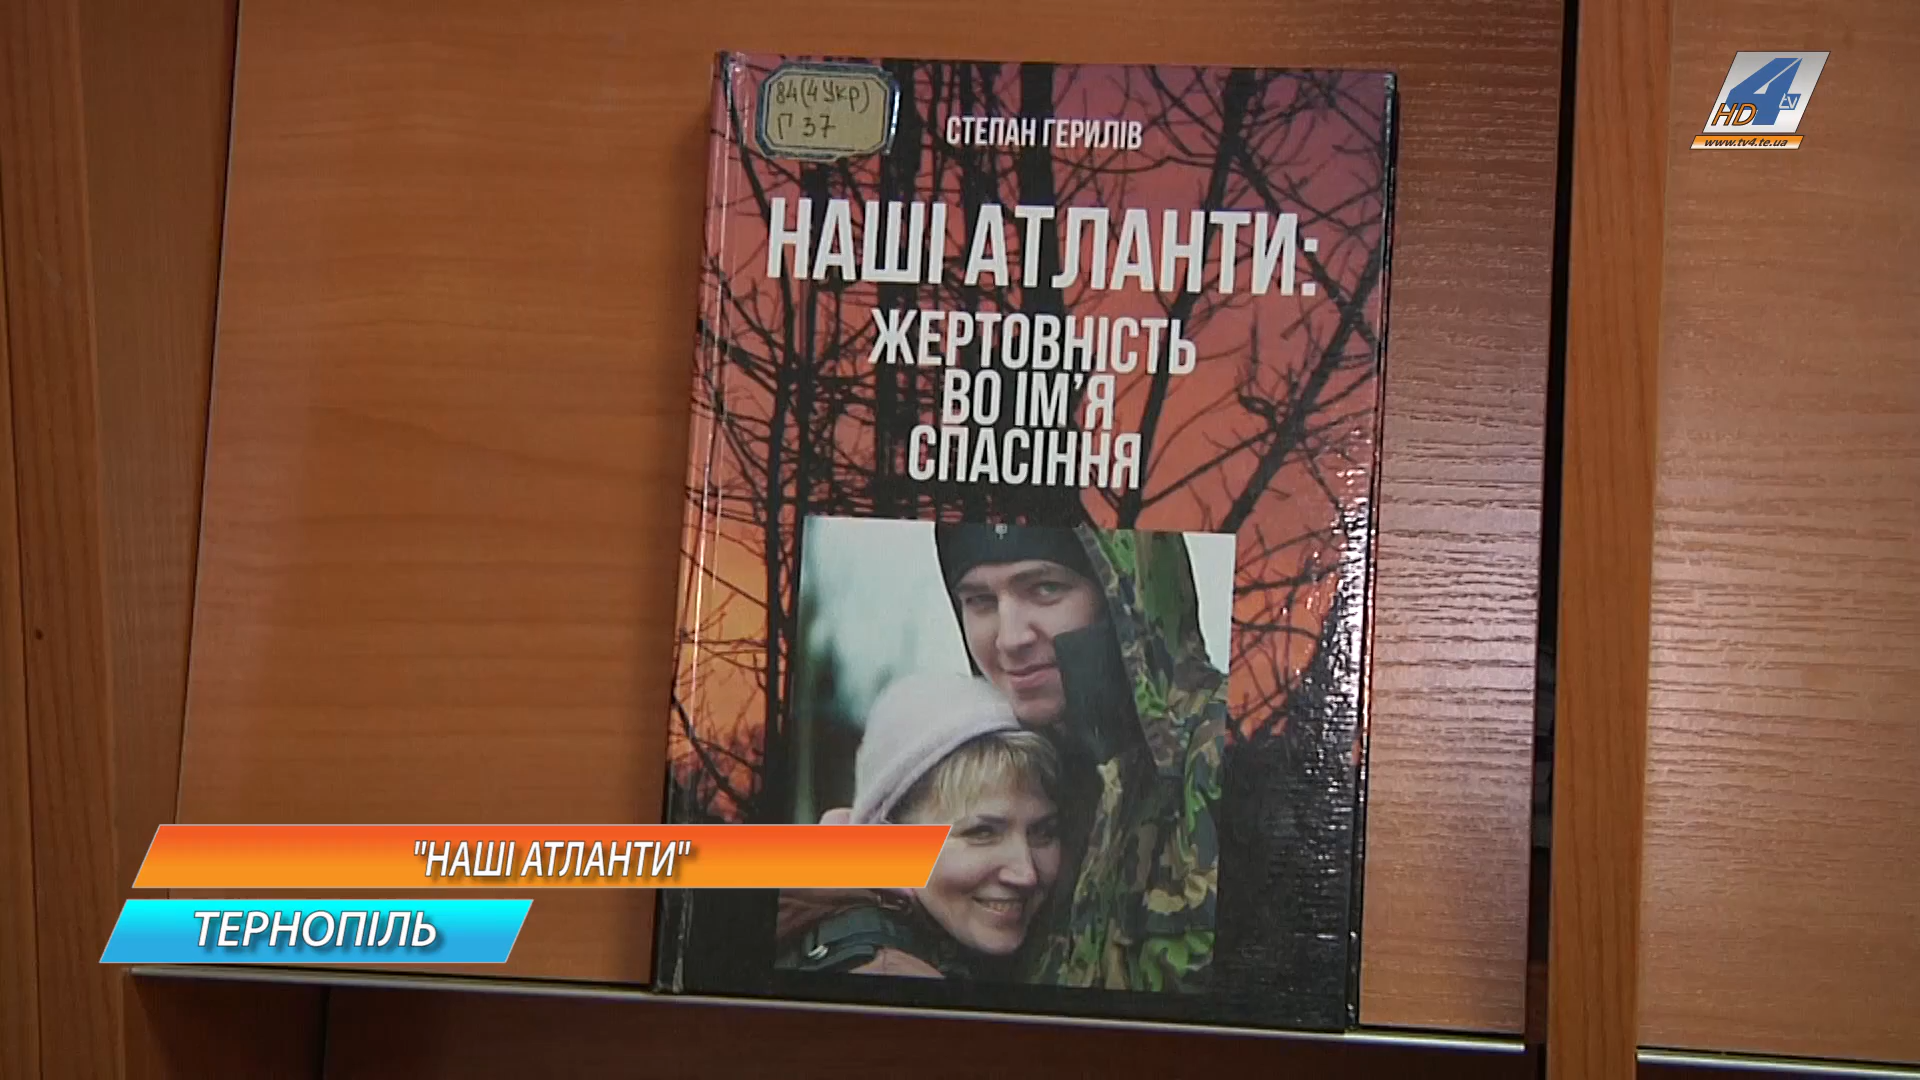 84(4Укр)
Г 37
СТЕПАН ГЕРИЛІВ
НАШІ АТЛАНТИ:
ЖЕРТОВНІСТЬ
ВО ІМ’Я
СПАСІННЯ
HD 4 tv
www.tv4.te.ua
"НАШІ АТЛАНТИ"
ТЕРНОПІЛЬ